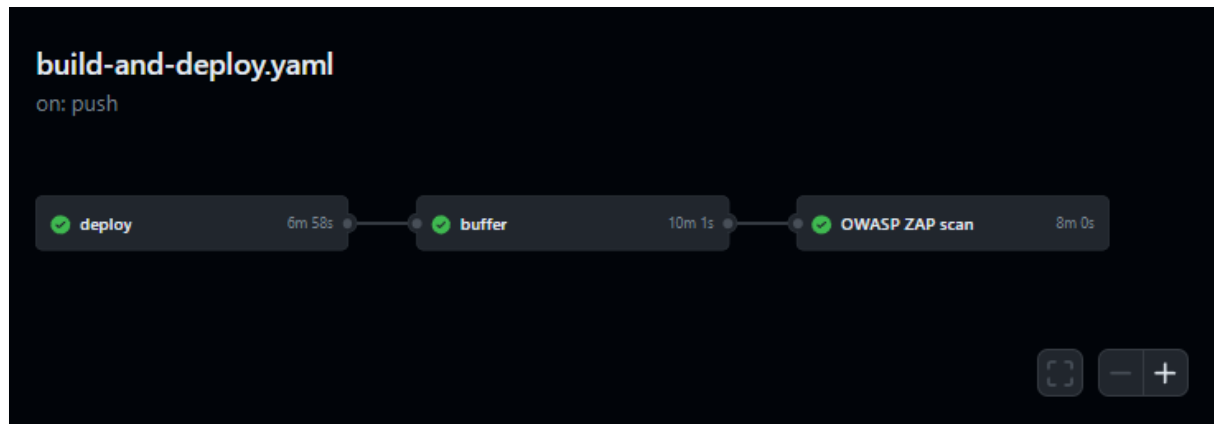 build-and-deploy.yaml
on: push
deploy 6m 58s
buffer 10m 1s
OWASP ZAP scan 8m 0s